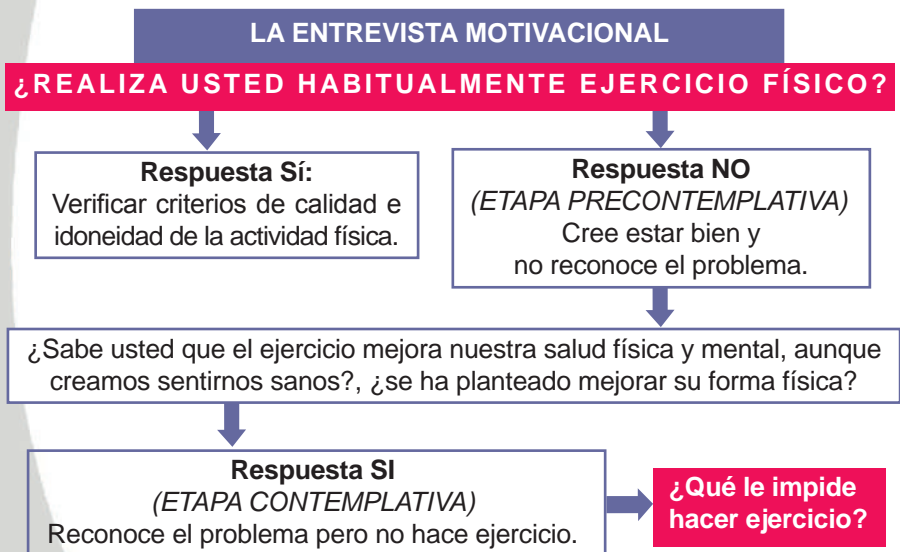 LA ENTREVISTA MOTIVACIONAL
¿REALIZA USTED HABITUALMENTE EJERCICIO FÍSICO?
Respuesta Sí:
Verificar criterios de calidad e
idoneidad de la actividad física.
Respuesta NO
(ETAPA PRECONTEMPLATIVA)
Cree estar bien y
no reconoce el problema.
¿Sabe usted que el ejercicio mejora nuestra salud física y mental, aunque
creamos sentirnos sanos?, ¿se ha planteado mejorar su forma física?
Respuesta SI
(ETAPA CONTEMPLATIVA)
Reconoce el problema pero no hace ejercicio.
¿Qué le impide
hacer ejercicio?